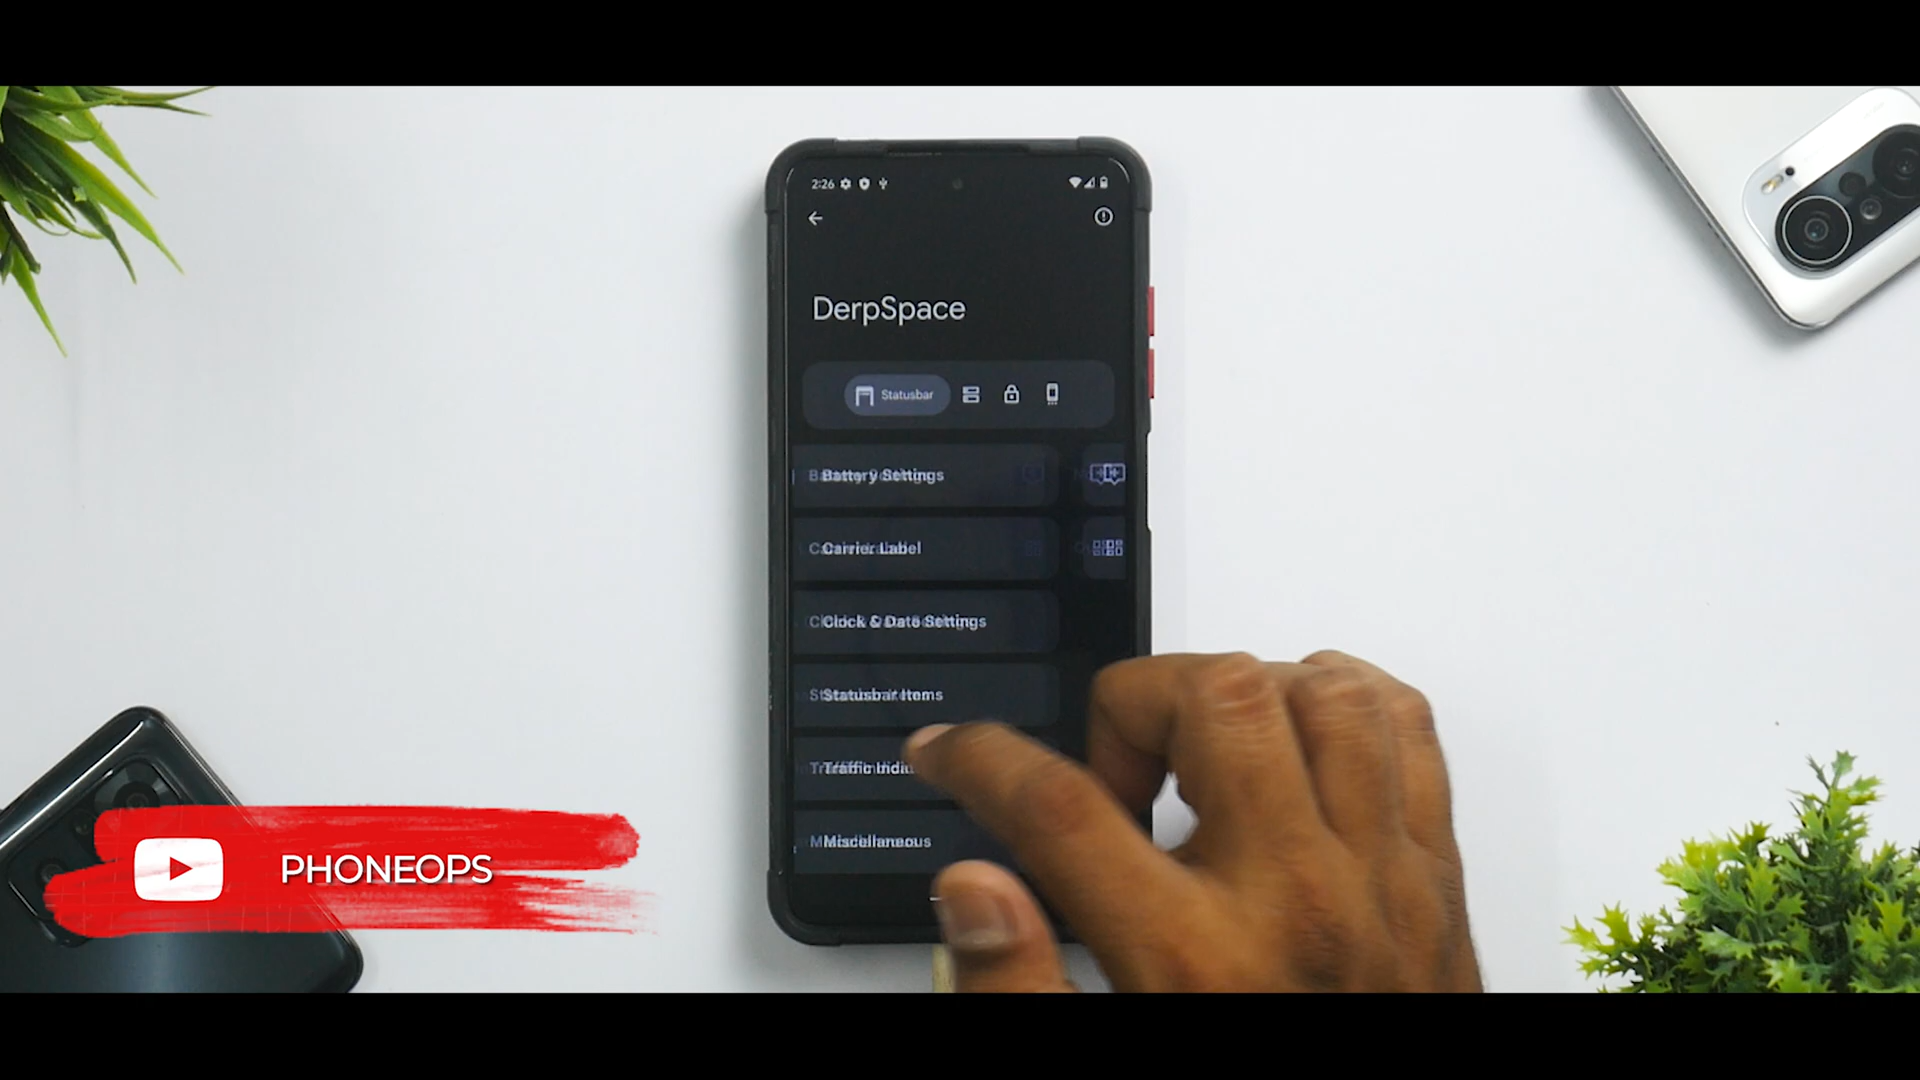 2:26
DerpSpace
Statusbar
Battery Settings
Carrier Label
Clock & Date Settings
Statusbar Items
Traffic
Miscellaneous
PHONEOPS